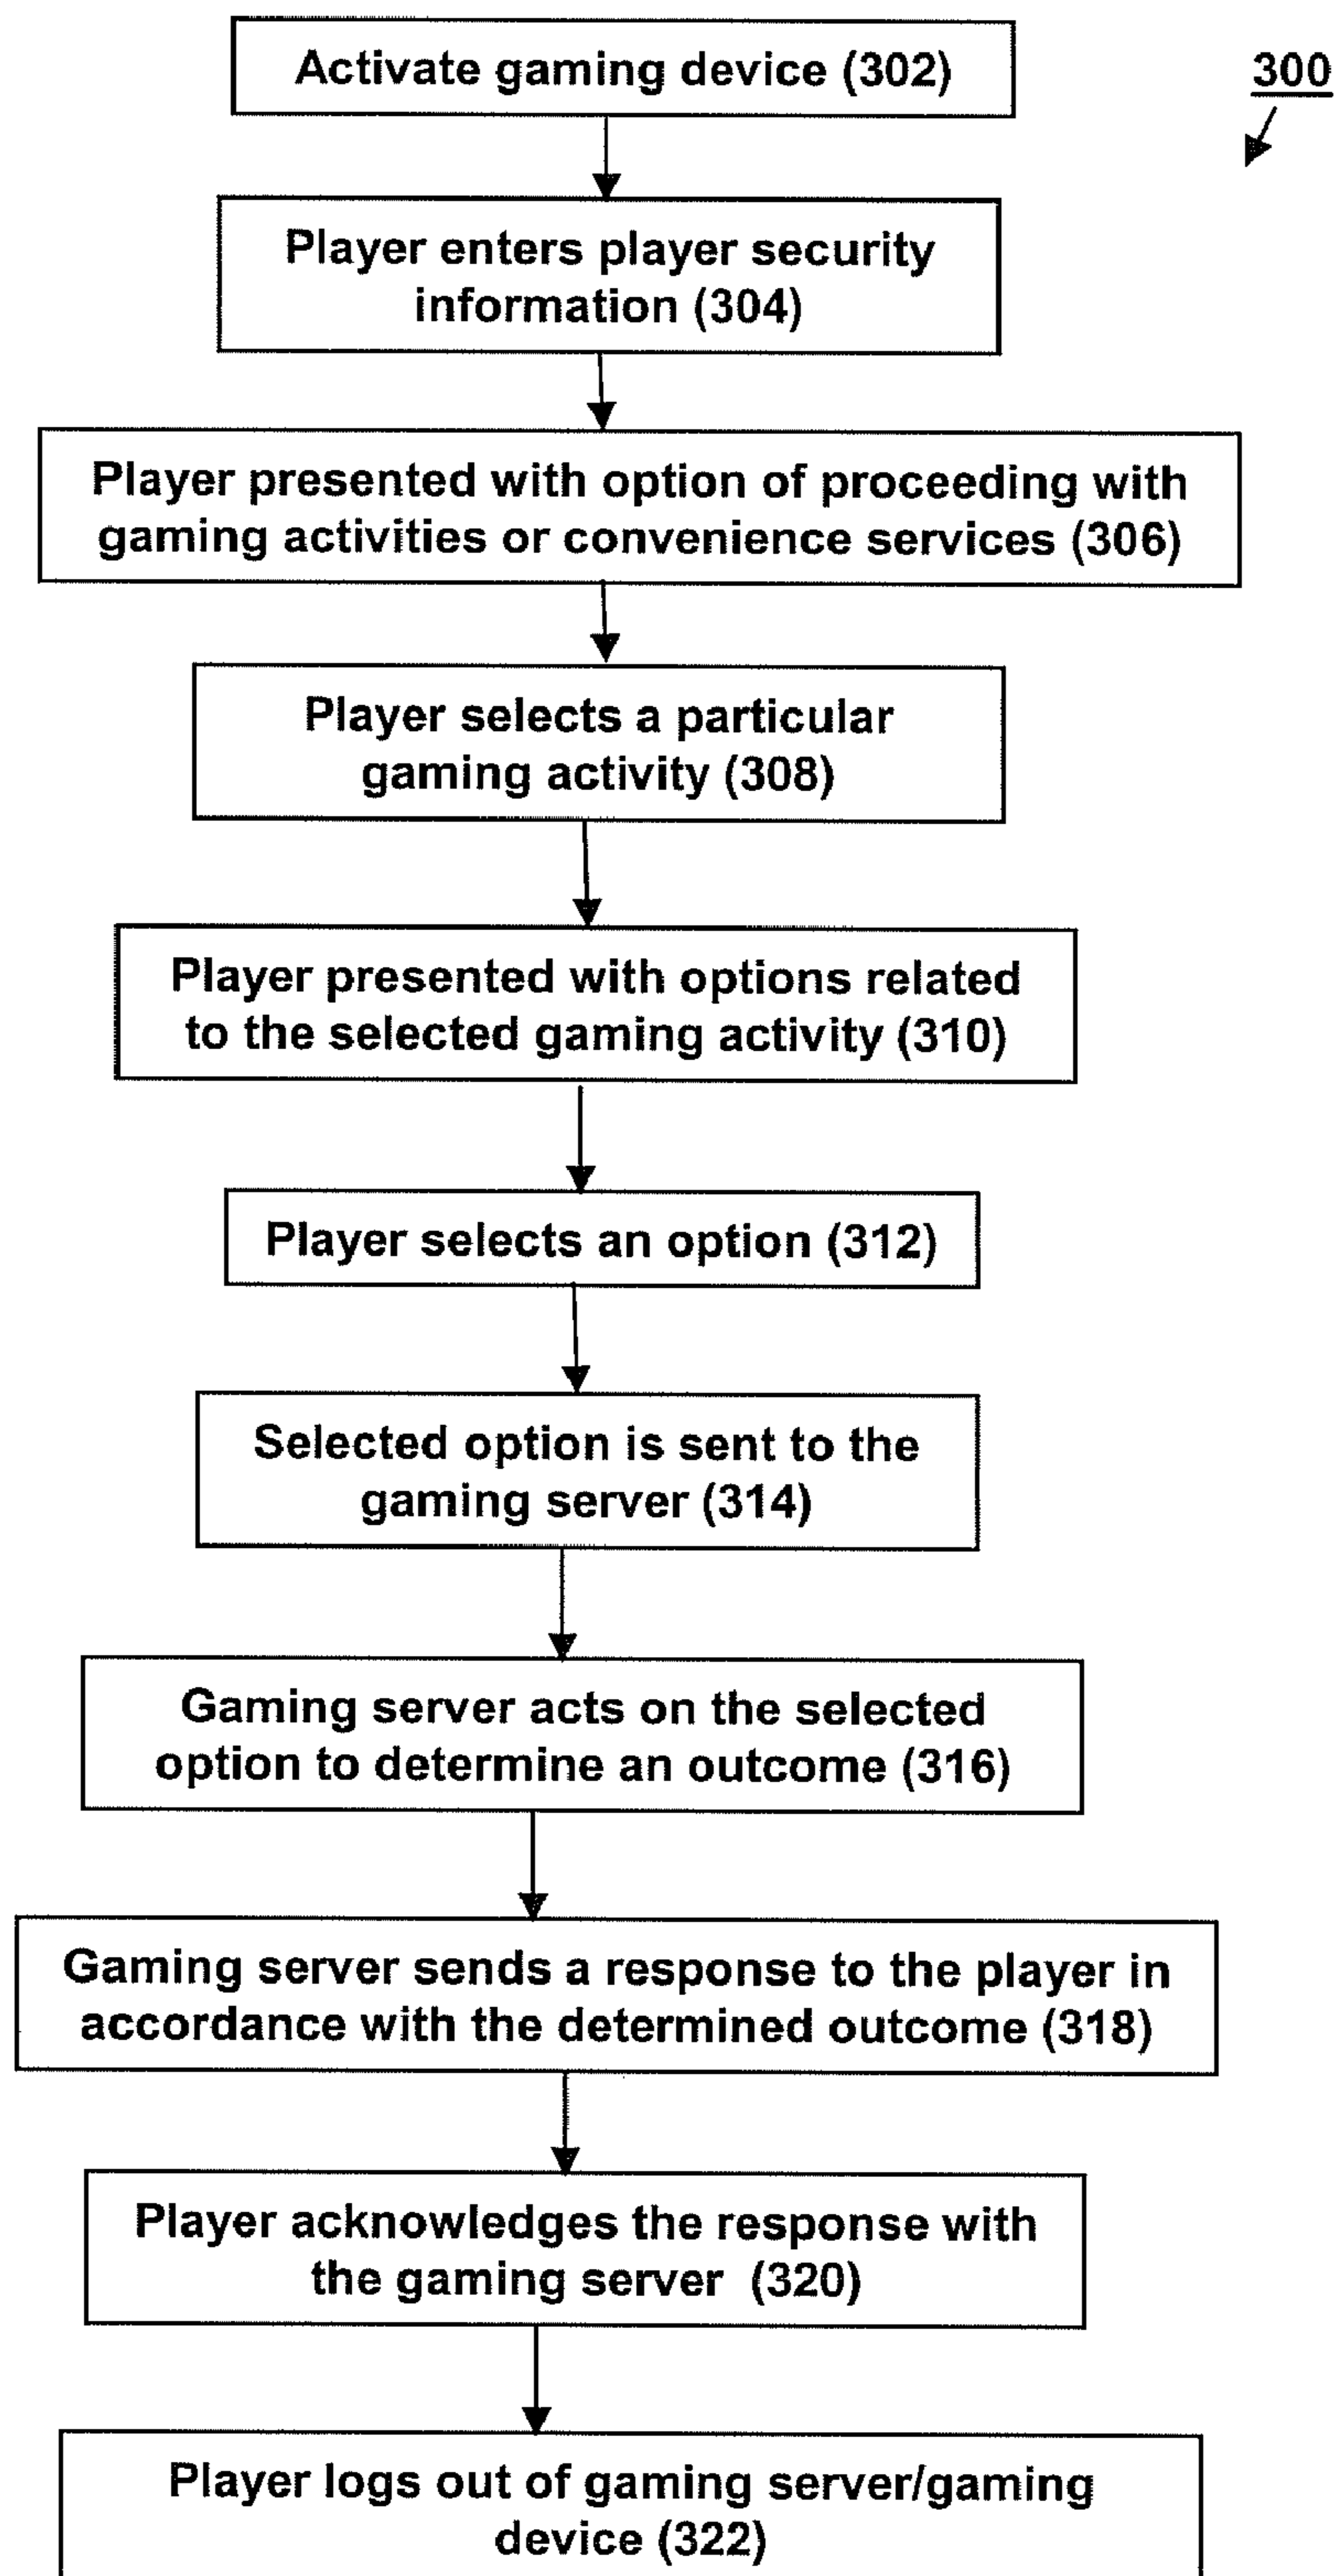 Activate gaming device (302)
300
Player enters player security
information (304)
Player presented with option of proceeding with
gaming activities or convenience services (306)
Player selects a particular
gaming activity (308)
Player presented with options related
to the selected gaming activity (310)
Player selects an option (312)
Selected option is sent to the
gaming server (314)
Gaming server acts on the selected
option to determine an outcome (316)
Gaming server sends a response to the player in
accordance with the determined outcome (318)
Player acknowledges the response with
the gaming server (320)
Player logs out of gaming server/gaming
device (322)